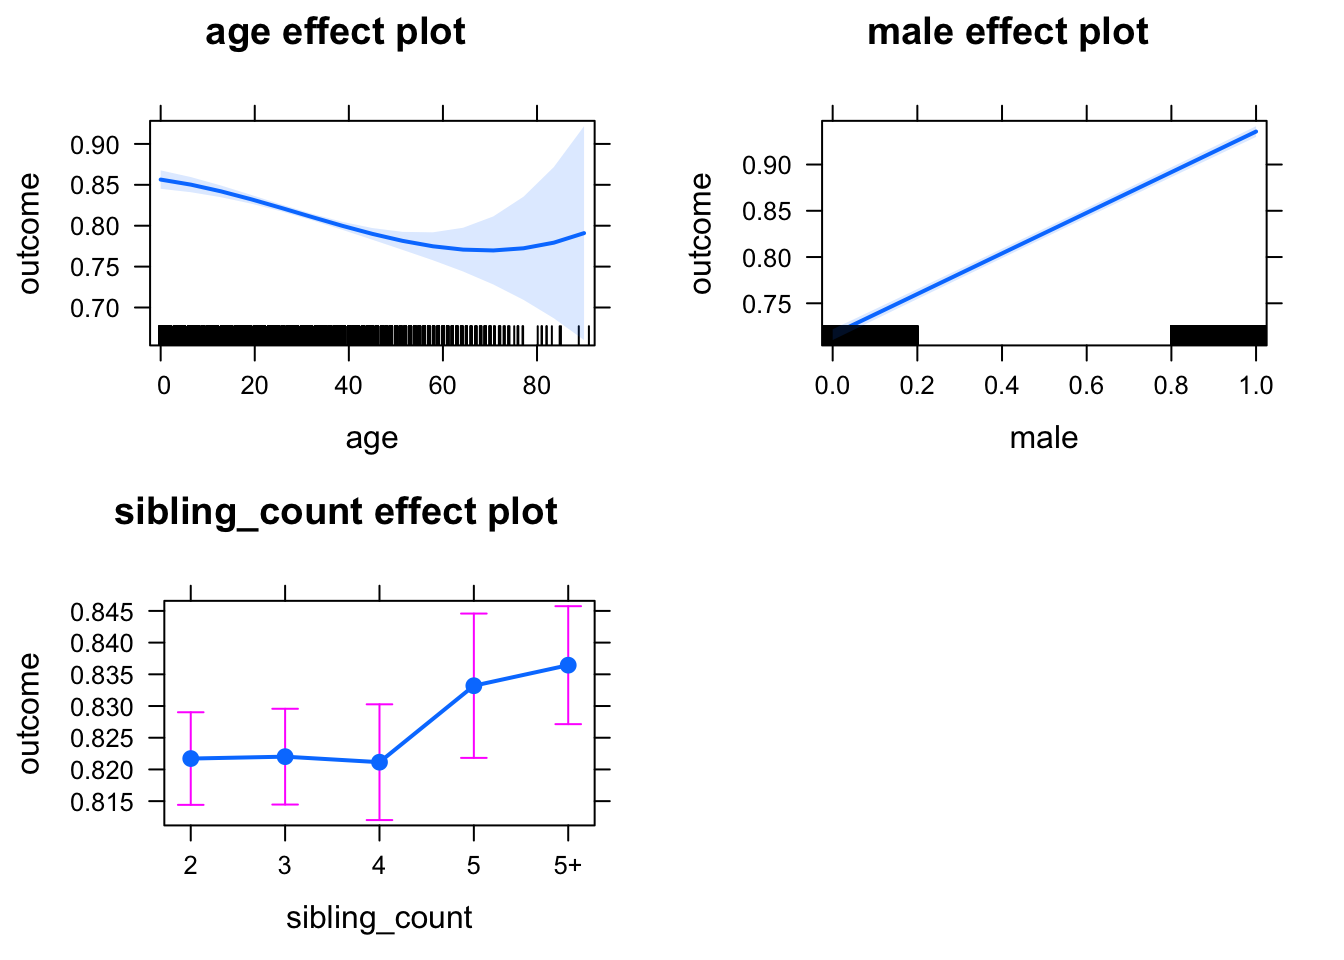 age effect plot
outcome
0.90
0.85
0.80
0.75
0.70
0 20 40 60 80
age
male effect plot
outcome
0.90
0.85
0.80
0.75
0.0 0.2 0.4 0.6 0.8 1.0
male
sibling_count effect plot
outcome
0.845
0.840
0.835
0.830
0.825
0.820
0.815
2 3 4 5 5+
sibling_count